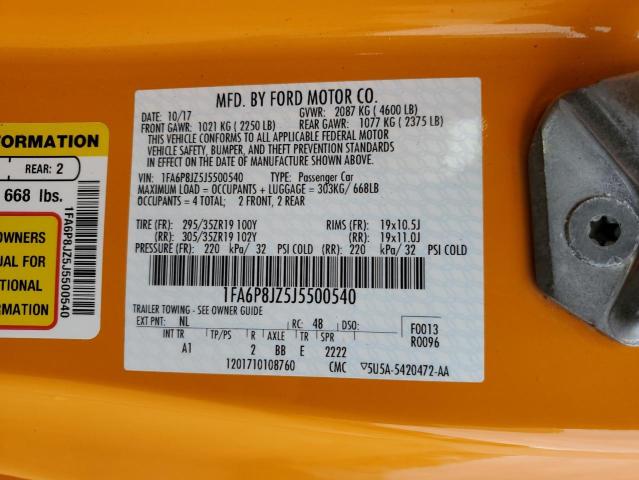 MFD. BY FORD MOTOR CO.
DATE: 10/17 GVWR: 2087 KG ( 4600 LB)
FRONT GAWR: 1021 KG ( 2250 LB) REAR GAWR: 1077 KG ( 2375 LB)
THIS VEHICLE CONFORMS TO ALL APPLICABLE FEDERAL MOTOR
VEHICLE SAFETY, BUMPER, AND THEFT PREVENTION STANDARDS IN
EFFECT ON THE DATE OF MANUFACTURE SHOWN ABOVE.
VIN: 1FA6P8JZ5J5500540 TYPE: Passenger Car
MAXIMUM LOAD = OCCUPANTS + LUGGAGE = 303KG/ 668LB
OCCUPANTS = 4 TOTAL; 2 FRONT, 2 REAR
TIRE (FR): 295/35ZR19 100Y RIMS (FR): 19x10.5J
(RR): 305/35ZR19 102Y (RR): 19x11.0J
PRESSURE (FR): 220 kPa/ 32 PSI COLD (RR): 220 kPa/ 32 PSI COLD
1FA6P8JZ5J5500540
TRAILER TOWING - SEE OWNER GUIDE
EXT PNT: NL RC: 48 DSO:
F0013
R0096
INT TR TP/PS R AXLE TR SPR
A1 2 BB E 2222
1201710108760 CMC 5U5A-5420472-AA
FORMATION
REAR: 2
668 lbs.
OWNERS
UAL FOR
TIONAL
1FA6P8JZ5J5500540